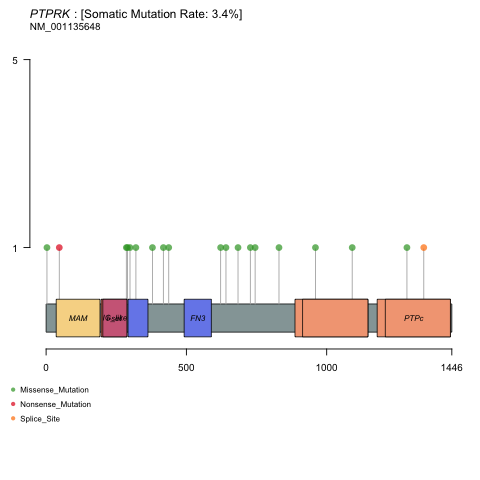 PTPRK : [Somatic Mutation Rate: 3.4%]
NM_001135648
5
1
MAM
FN3
PTPc
0
500
1000
1446
Missense_Mutation
Nonsense_Mutation
Splice_Site